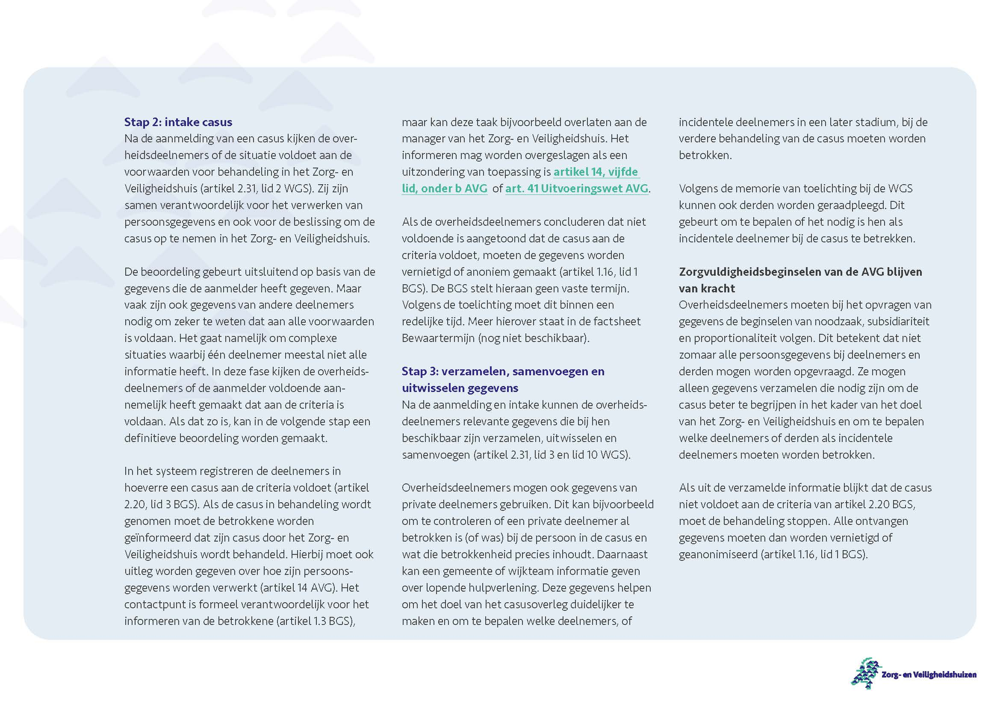 Stap 2: intake casus
Na de aanmelding van een casus kijken de over-
heidsdeelnemers of de situatie voldoet aan de
voorwaarden voor behandeling in het Zorg- en
Veiligheidshuis (artikel 2.31, lid 2 WGS). Zij zijn
samen verantwoordelijk voor het verwerken van
persoonsgegevens en ook voor de beslissing om de
casus op te nemen in het Zorg- en Veiligheidshuis.

De beoordeling gebeurt uitsluitend op basis van de
gegevens die de aanmelder heeft gegeven. Maar
vaak zijn ook gegevens van andere deelnemers
nodig om zeker te weten dat aan alle voorwaarden
is voldaan. Het gaat namelijk om complexe
situaties waarbij één deelnemer meestal niet alle
informatie heeft. In deze fase kijken de overheids-
deelnemers of de aanmelder voldoende aan-
nemelijk heeft gemaakt dat aan de criteria is
voldaan. Als dat zo is, kan in de volgende stap een
definitieve beoordeling worden gemaakt.

In het systeem registreren de deelnemers in
hoeverre een casus aan de criteria voldoet (artikel
2.20, lid 3 BGS). Als de casus in behandeling wordt
genomen moet de betrokkene worden
geïnformeerd dat zijn casus door het Zorg- en
Veiligheidshuis wordt behandeld. Hierbij moet ook
uitleg worden gegeven over hoe zijn persoons-
gegevens worden verwerkt (artikel 14 AVG). Het
contactpunt is formeel verantwoordelijk voor het
informeren van de betrokkene (artikel 1.3 BGS),
maar kan deze taak bijvoorbeeld overlaten aan de
manager van het Zorg- en Veiligheidshuis. Het
informeren mag worden overgeslagen als een
uitzondering van toepassing is artikel 14, vijfde
lid, onder b AVG of art. 41 Uitvoeringswet AVG.

Als de overheidsdeelnemers concluderen dat niet
voldoende is aangetoond dat de casus aan de
criteria voldoet, moeten de gegevens worden
vernietigd of anoniem gemaakt (artikel 1.16, lid 1
BGS). De BGS stelt hieraan geen vaste termijn.
Volgens de toelichting moet dit binnen een
redelijke tijd. Meer hierover staat in de factsheet
Bewaartermijn (nog niet beschikbaar).

Stap 3: verzamelen, samenvoegen en
uitwisselen gegevens
Na de aanmelding en intake kunnen de overheids-
deelnemers relevante gegevens die bij hen
beschikbaar zijn verzamelen, uitwisselen en
samenvoegen (artikel 2.31, lid 3 en lid 10 WGS).

Overheidsdeelnemers mogen ook gegevens van
private deelnemers gebruiken. Dit kan bijvoorbeeld
om te controleren of een private deelnemer al
betrokken is (of was) bij de persoon in de casus en
wat die betrokkenheid precies inhoudt. Daarnaast
kan een gemeente of wijkteam informatie geven
over lopende hulpverlening. Deze gegevens helpen
om het doel van het casusoverleg duidelijker te
maken en om te bepalen welke deelnemers, of
incidentele deelnemers in een later stadium, bij de
verdere behandeling van de casus moeten worden
betrokken.

Volgens de memorie van toelichting bij de WGS
kunnen ook derden worden geraadpleegd. Dit
gebeurt om te bepalen of het nodig is hen als
incidentele deelnemer bij de casus te betrekken.

Zorgvuldigheidsbeginselen van de AVG blijven
van kracht
Overheidsdeelnemers moeten bij het opvragen van
gegevens de beginselen van noodzaak, subsidiariteit
en proportionaliteit volgen. Dit betekent dat niet
zomaar alle persoonsgegevens bij deelnemers en
derden mogen worden opgevraagd. Ze mogen
alleen gegevens verzamelen die nodig zijn om de
casus beter te begrijpen in het kader van het doel
van het Zorg- en Veiligheidshuis en om te bepalen
welke deelnemers of derden als incidentele
deelnemers moeten worden betrokken.

Als uit de verzamelde informatie blijkt dat de casus
niet voldoet aan de criteria van artikel 2.20 BGS,
moet de behandeling stoppen. Alle ontvangen
gegevens moeten dan worden vernietigd of
geanonimiseerd (artikel 1.16, lid 1 BGS).

Zorg- en Veiligheidshuizen